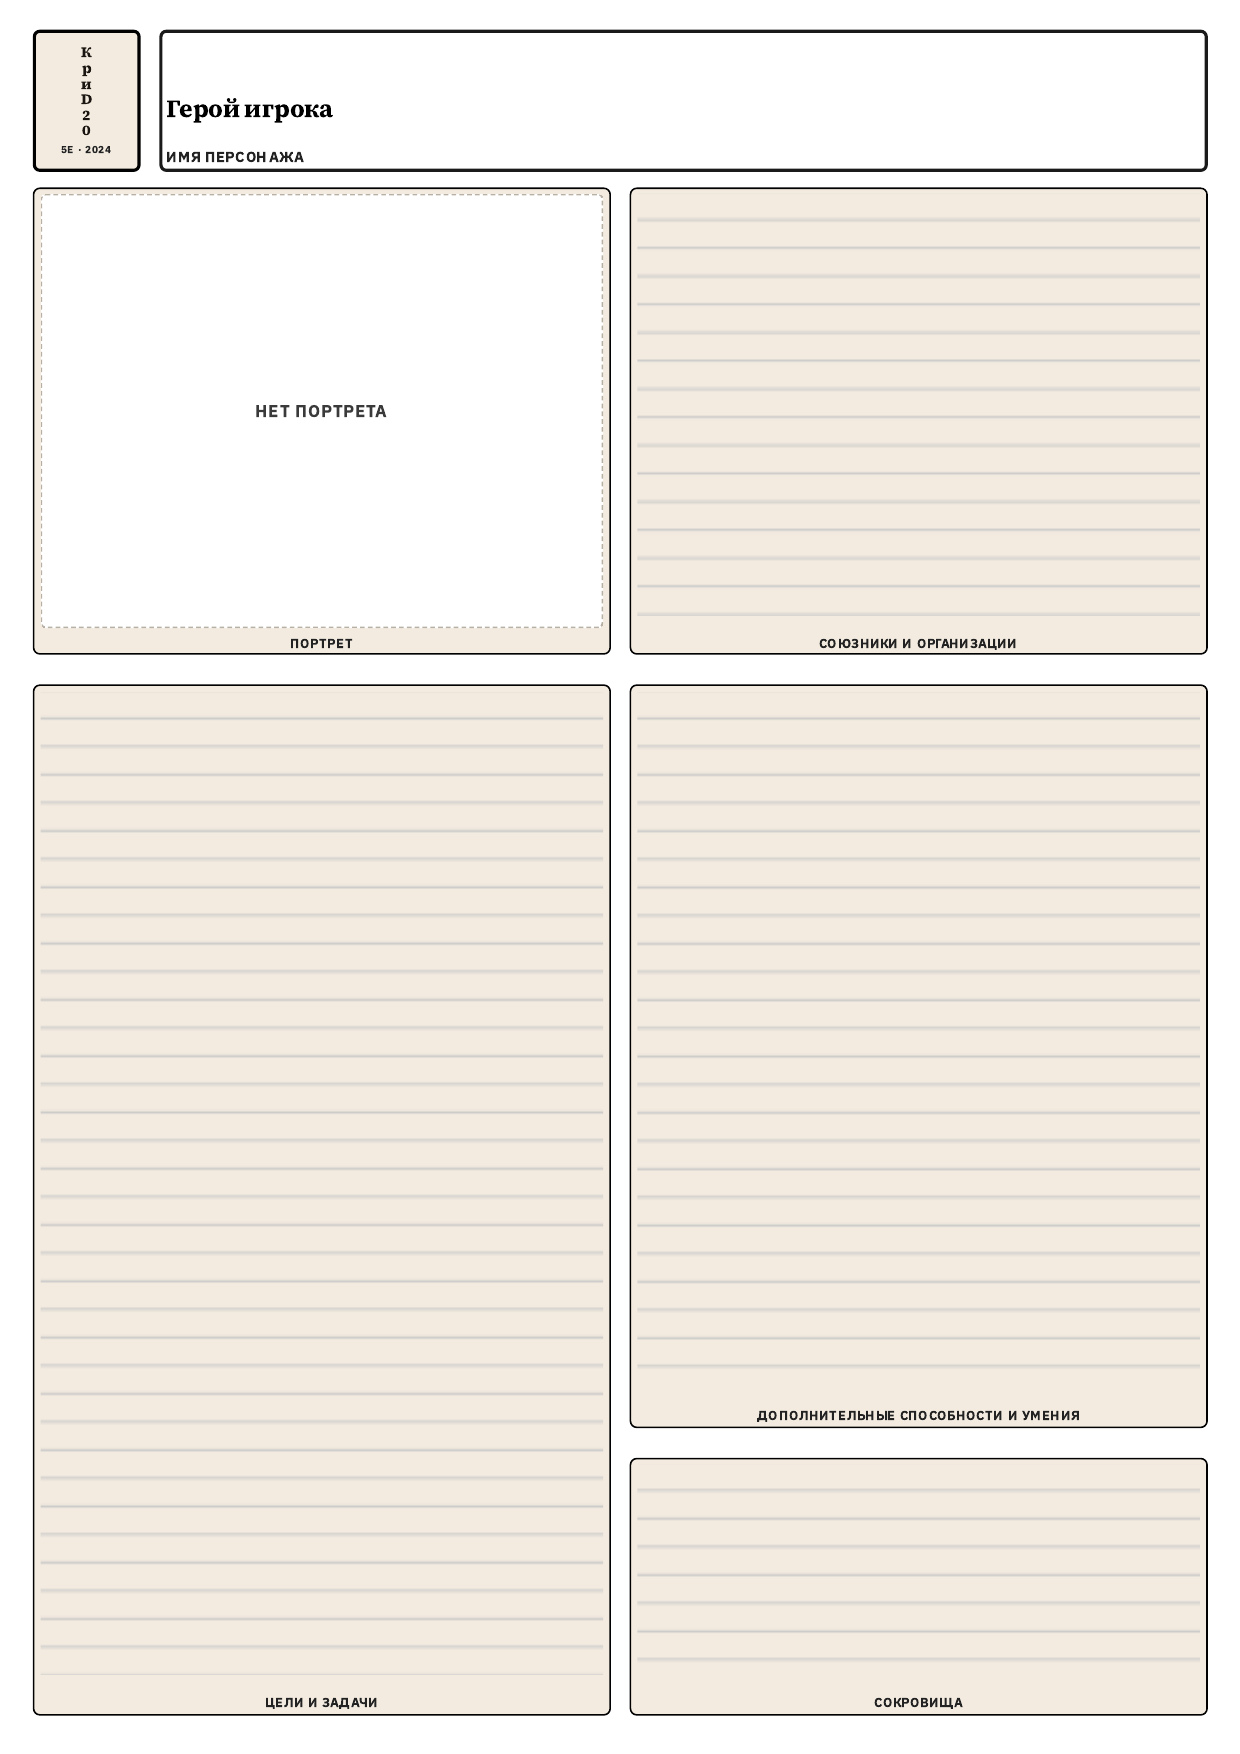 К
р
и
D
2
0
5E · 2024
Герой игрока
ИМЯ ПЕРСОНАЖА
НЕТ ПОРТРЕТА
ПОРТРЕТ
СОЮЗНИКИ И ОРГАНИЗАЦИИ
ДОПОЛНИТЕЛЬНЫЕ СПОСОБНОСТИ И УМЕНИЯ
ЦЕЛИ И ЗАДАЧИ
СОКРОВИЩА